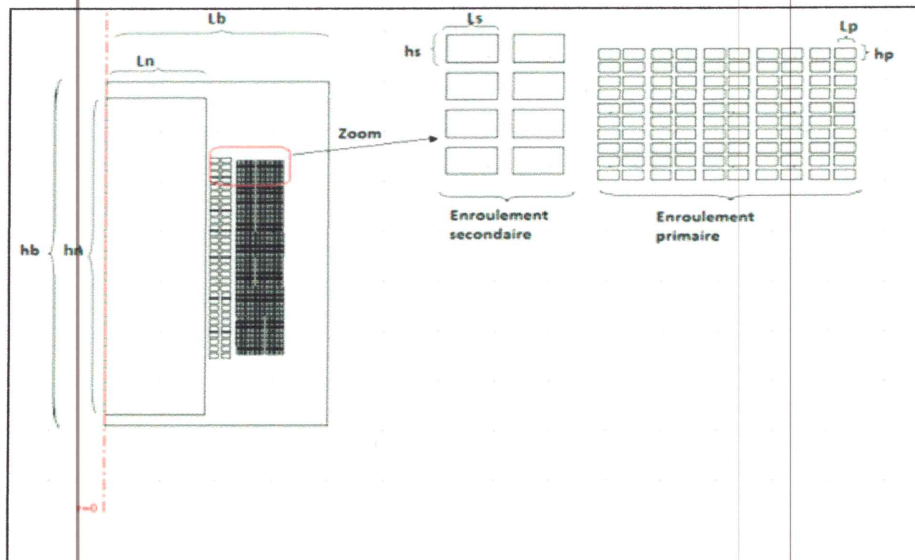 Lb
Ls
Lp
hs
hp
Ln
Zoom
Enroulement
secondaire
Enroulement
primaire
hb
hn
r=0